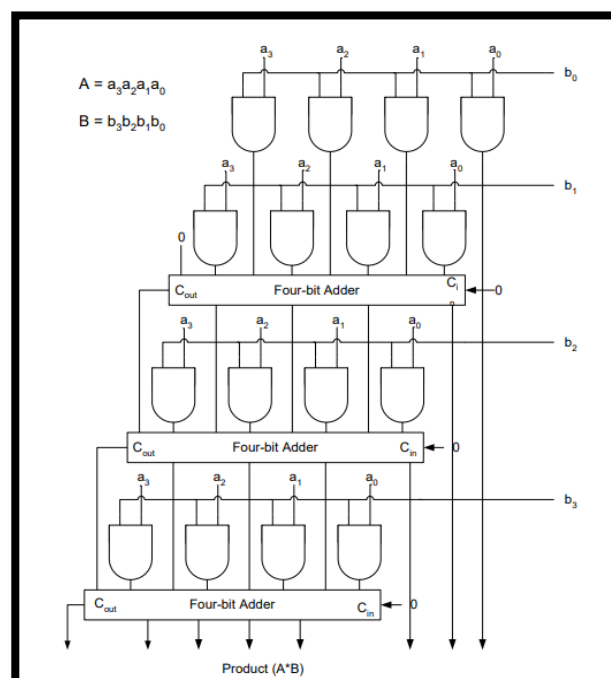 a3 a2 a1 a0
b0
A = a3a2a1a0
B = b3b2b1b0
a3 a2 a1 a0
b1
0
Cout Four-bit Adder Cin 0
a3 a2 a1 a0
b2
Cout Four-bit Adder Cin 0
a3 a2 a1 a0
b3
Cout Four-bit Adder Cin 0
Product (A*B)